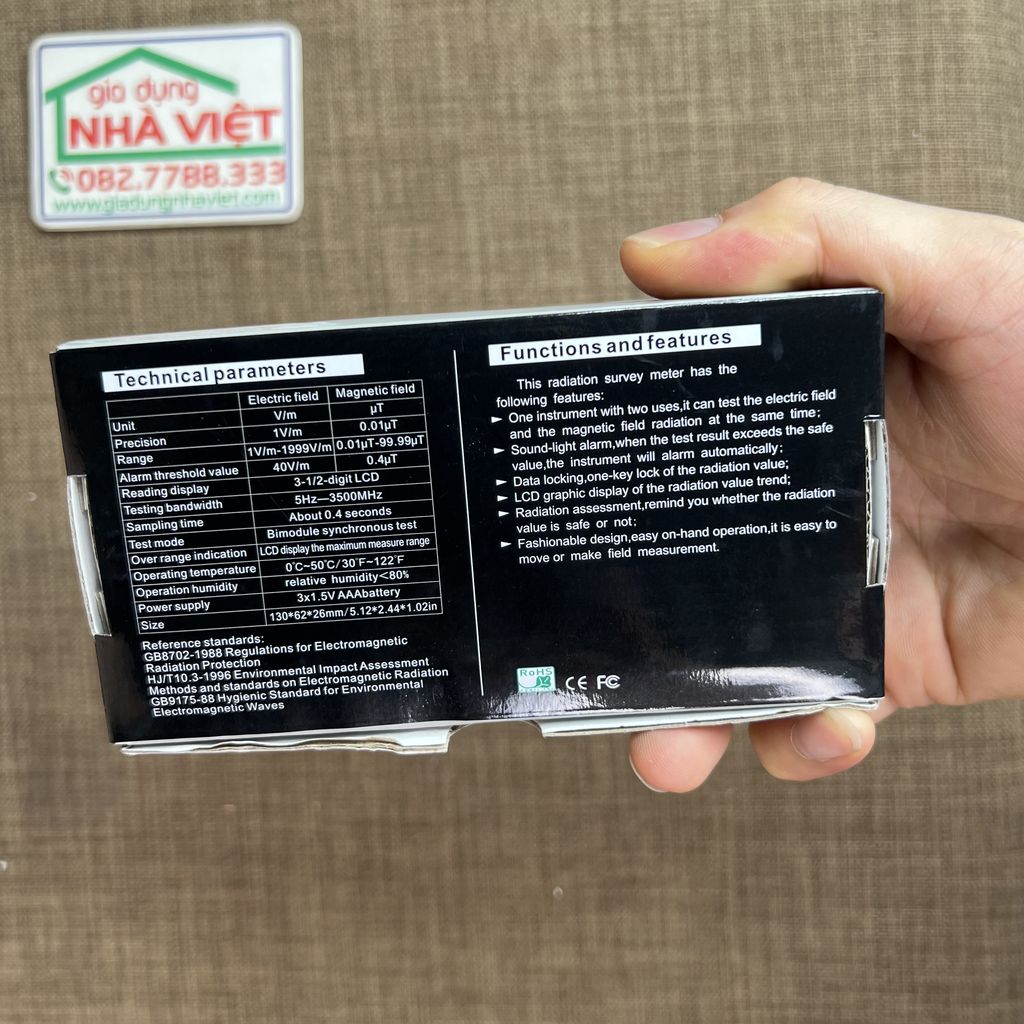 gia dụng
NHÀ VIỆT
082.7788.333
www.giadungnhaviet.com
Technical parameters
Electric field Magnetic field
Unit V/m μT
Precision 1V/m 0.01μT
Range 1V/m-1999V/m 0.01μT-99.99μT
Alarm threshold value 40V/m 0.4μT
Reading display 3-1/2-digit LCD
Testing bandwidth 5Hz—3500MHz
Sampling time About 0.4 seconds
Test mode Bimodule synchronous test
Over range indication LCD display the maximum measure range
Operating temperature 0℃~50℃/30℉~122℉
Operation humidity relative humidity<80%
Power supply 3x1.5V AAAbattery
Size 130*62*26mm/5.12*2.44*1.02in
Reference standards:
GB8702-1988 Regulations for Electromagnetic
Radiation Protection
HJ/T10.3-1996 Environmental Impact Assessment
Methods and standards on Electromagnetic Radiation
GB9175-88 Hygienic Standard for Environmental
Electromagnetic Waves
Functions and features
This radiation survey meter has the
following features:
► One instrument with two uses,it can test the electric field
and the magnetic field radiation at the same time;
► Sound-light alarm,when the test result exceeds the safe
value,the instrument will alarm automatically;
► Data locking,one-key lock of the radiation value;
► LCD graphic display of the radiation value trend;
► Radiation assessment,remind you whether the radiation
value is safe or not;
► Fashionable design,easy on-hand operation,it is easy to
move or make field measurement.
RoHS
CE FC